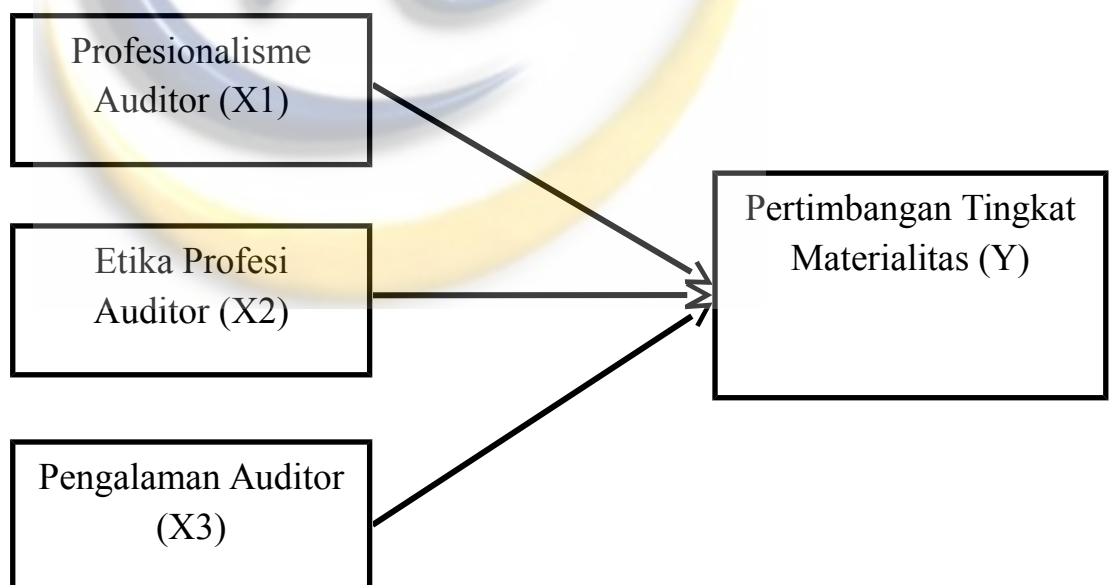 Profesionalisme
Auditor (X1)
Etika Profesi
Auditor (X2)
Pengalaman Auditor
(X3)
Pertimbangan Tingkat
Materialitas (Y)